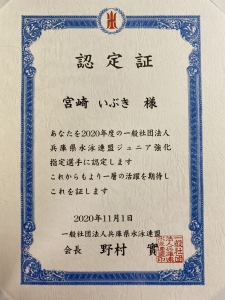 認定証
宮崎 いぶき 様
あなたを2020年度の一般社団法人
兵庫県水泳連盟ジュニア強化
指定選手に認定します
これからもより一層の活躍を期待し
これを証します
2020年11月1日
一般社団法人兵庫県水泳連盟
会長 野村 實